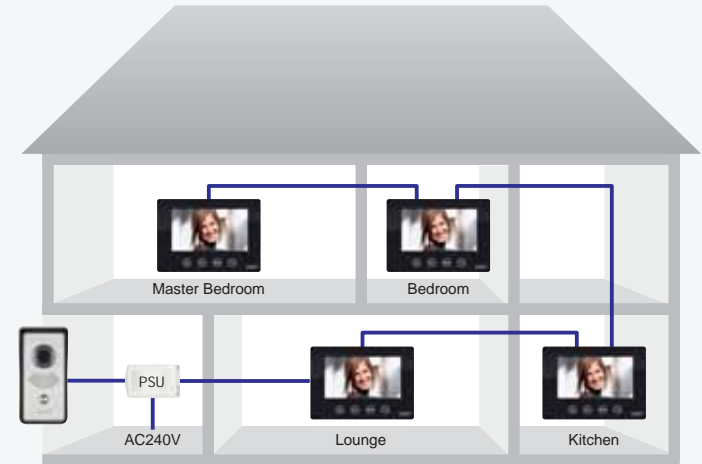 Master Bedroom
Bedroom
PSU
AC240V
Lounge
Kitchen